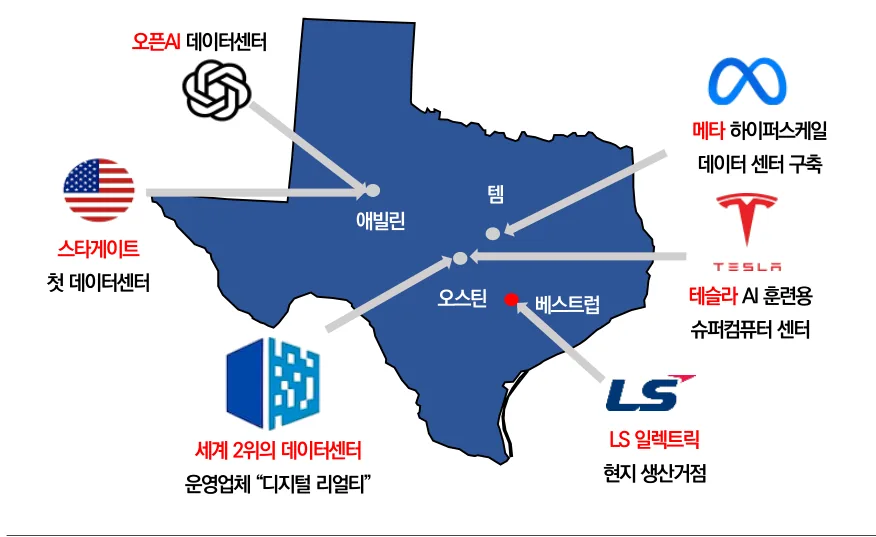 오픈AI 데이터센터
메타 하이퍼스케일
데이터 센터 구축
템
애빌린
스타게이트
첫 데이터센터
TESLA
테슬라 AI 훈련용
슈퍼컴퓨터 센터
오스틴
베스트럽
LS
세계 2위의 데이터센터
운영업체 “디지털 리얼티”
LS 일렉트릭
현지 생산거점